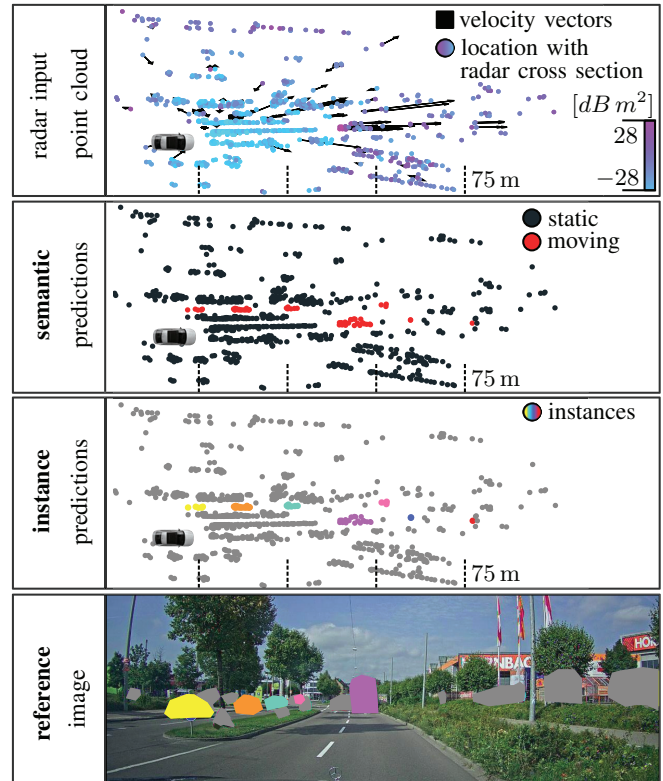 radar input
point cloud
velocity vectors
location with
radar cross section
[dB m²]
28
−28
75 m
semantic
predictions
static
moving
75 m
instance
predictions
instances
75 m
reference
image
HOR